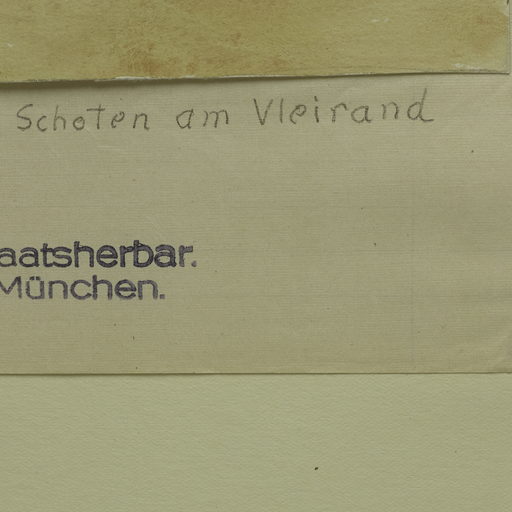 Schoten am Vleirand
aatsherbar.
München.